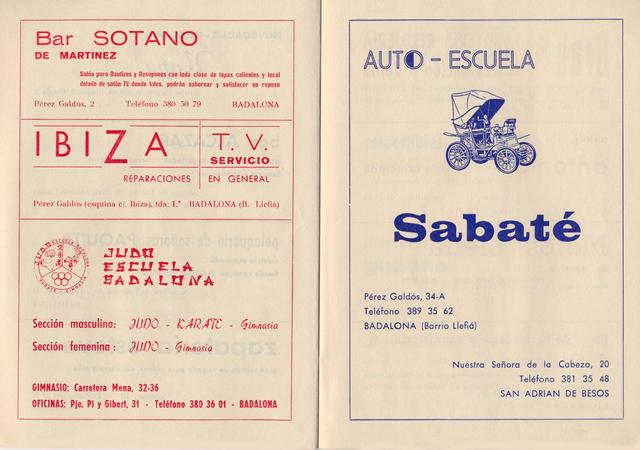 Bar SOTANO
DE MARTINEZ
Salón para Bautizos y Resopones con toda clase de tapas calientes y local
dotado de salón TV donde Vdes. podrán saborear y satisfacer su reposo
Pérez Galdós, 2 Teléfono 380 50 79 BADALONA
IBIZA T. V.
SERVICIO
REPARACIONES EN GENERAL
Pérez Galdós (esquina c/. Ibiza), tda. 1.ª - BADALONA (B. Llefiá)
JUDO
ESCUELA
BADALONA
Sección masculina: JUDO - KARATE - Gimnasia
Sección femenina: JUDO - Gimnasia
GIMNASIO: Carretera Mena, 32-36
OFICINAS: Pje. Pi y Gibert, 31 - Teléfono 380 36 01 - BADALONA
AUTO - ESCUELA
Sabaté
Pérez Galdós, 34-A
Teléfono 389 35 62
BADALONA (Barrio Llefiá)
Nuestra Señora de la Cabeza, 20
Teléfono 381 35 48
SAN ADRIAN DE BESOS